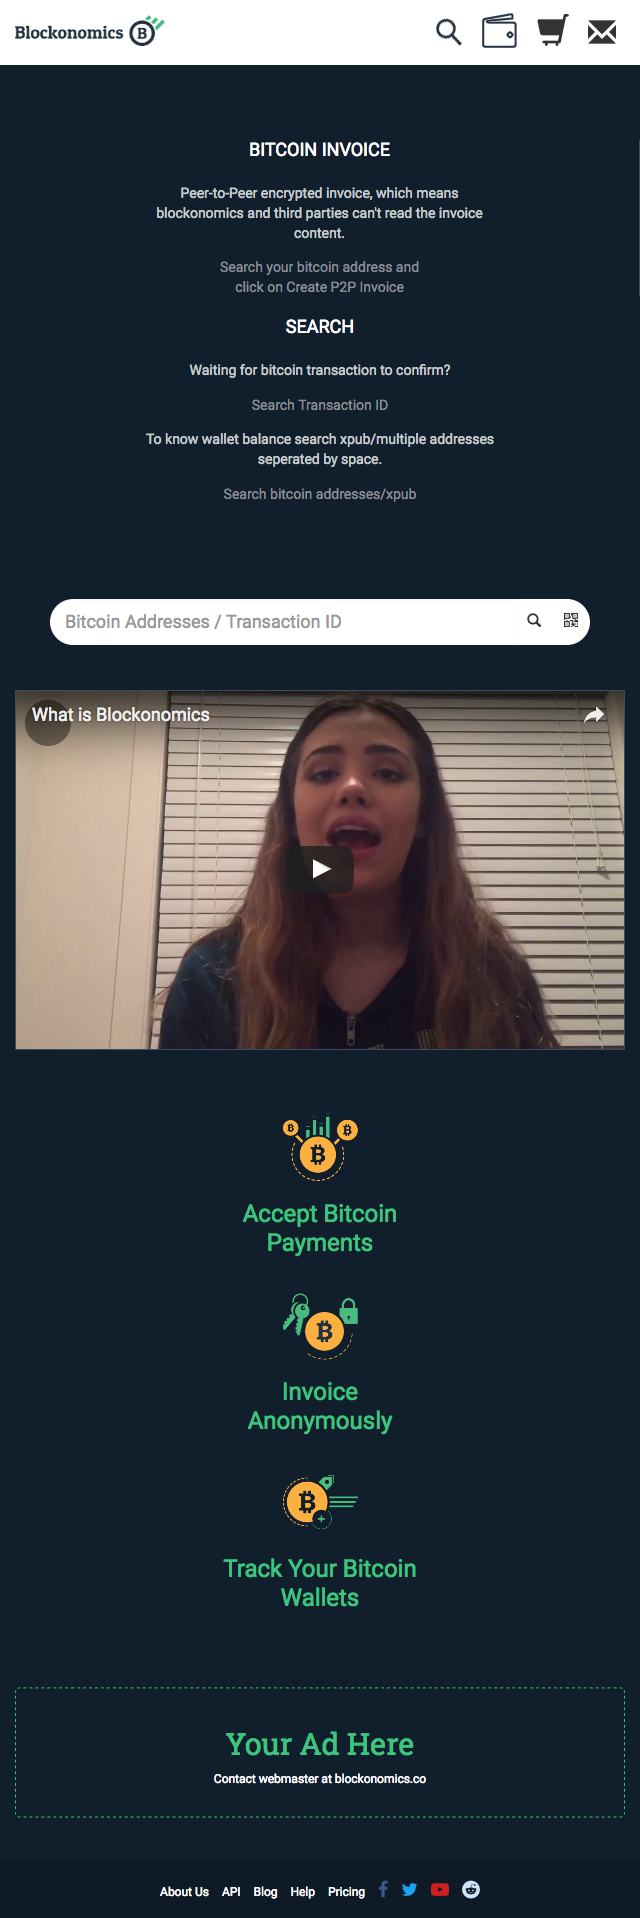 Blockonomics B
BITCOIN INVOICE
Peer-to-Peer encrypted invoice, which means
blockonomics and third parties can't read the invoice
content.
Search your bitcoin address and
click on Create P2P Invoice
SEARCH
Waiting for bitcoin transaction to confirm?
Search Transaction ID
To know wallet balance search xpub/multiple addresses
seperated by space.
Search bitcoin addresses/xpub
Bitcoin Addresses / Transaction ID
What is Blockonomics
Accept Bitcoin
Payments
Invoice
Anonymously
Track Your Bitcoin
Wallets
Your Ad Here
Contact webmaster at blockonomics.co
About Us API Blog Help Pricing